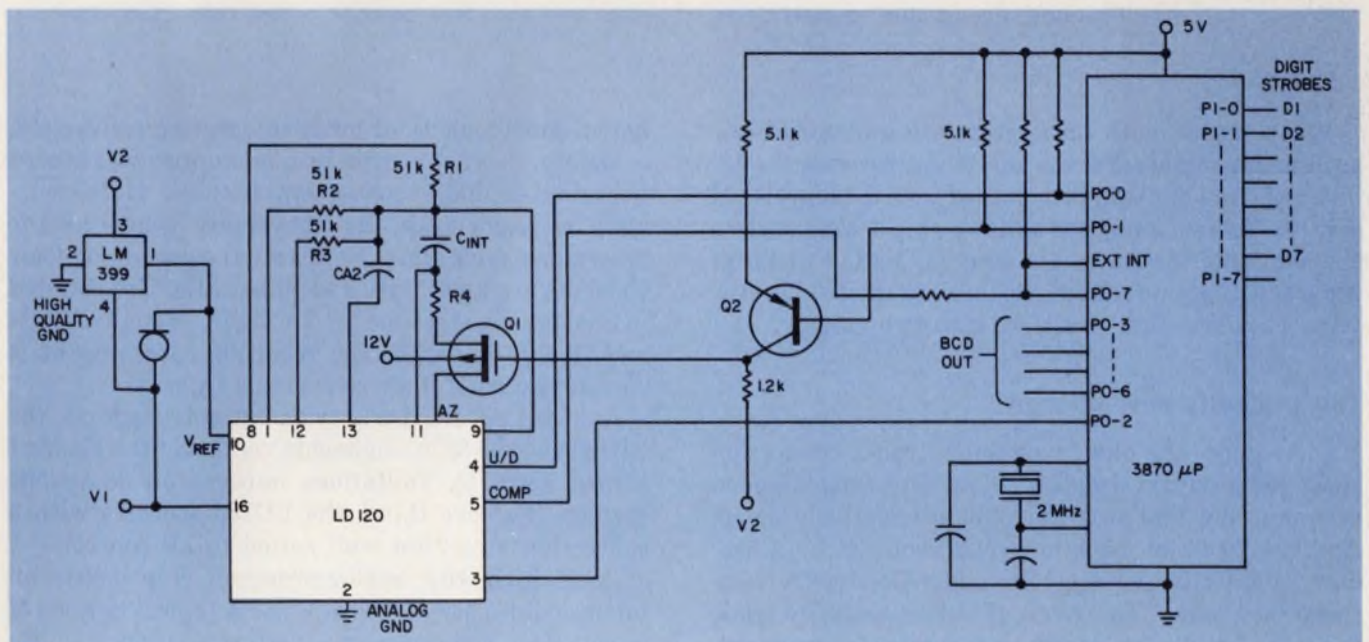 5V
DIGIT
STROBES
P1-0 D1
P1-1 D2
D7
P1-7
5.1k
5.1k
PO-0
PO-1
EXT INT
PO-7
PO-3
BCD
OUT
PO-6
PO-2
3870 μP
2 MHz
Q2
1.2k
V2
V2
3
2
LM
399
1
4
HIGH
QUALITY
GND
51k R1
51k
R2
51k
R3
CINT
CA2
R4
Q1
12V
AZ
VREF
10
8
1
12
13
11
9
4 U/D
5 COMP
V1
16
LD120
3
2
ANALOG
GND